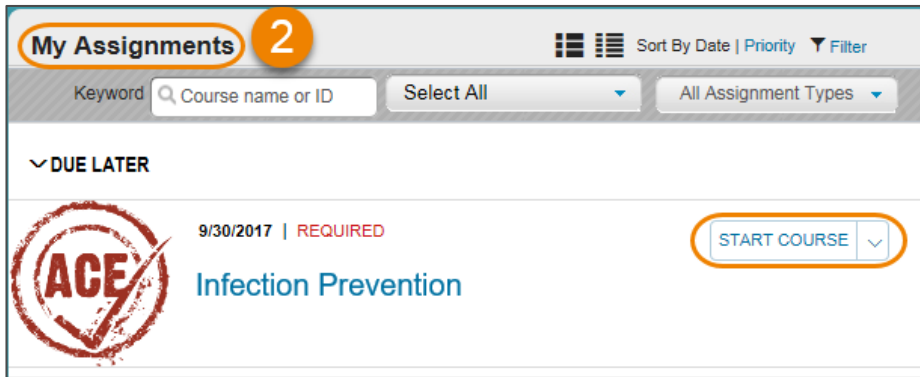 My Assignments 2 Sort By Date | Priority Filter
Keyword Course name or ID Select All All Assignment Types
DUE LATER
9/30/2017 | REQUIRED
START COURSE
ACE
Infection Prevention